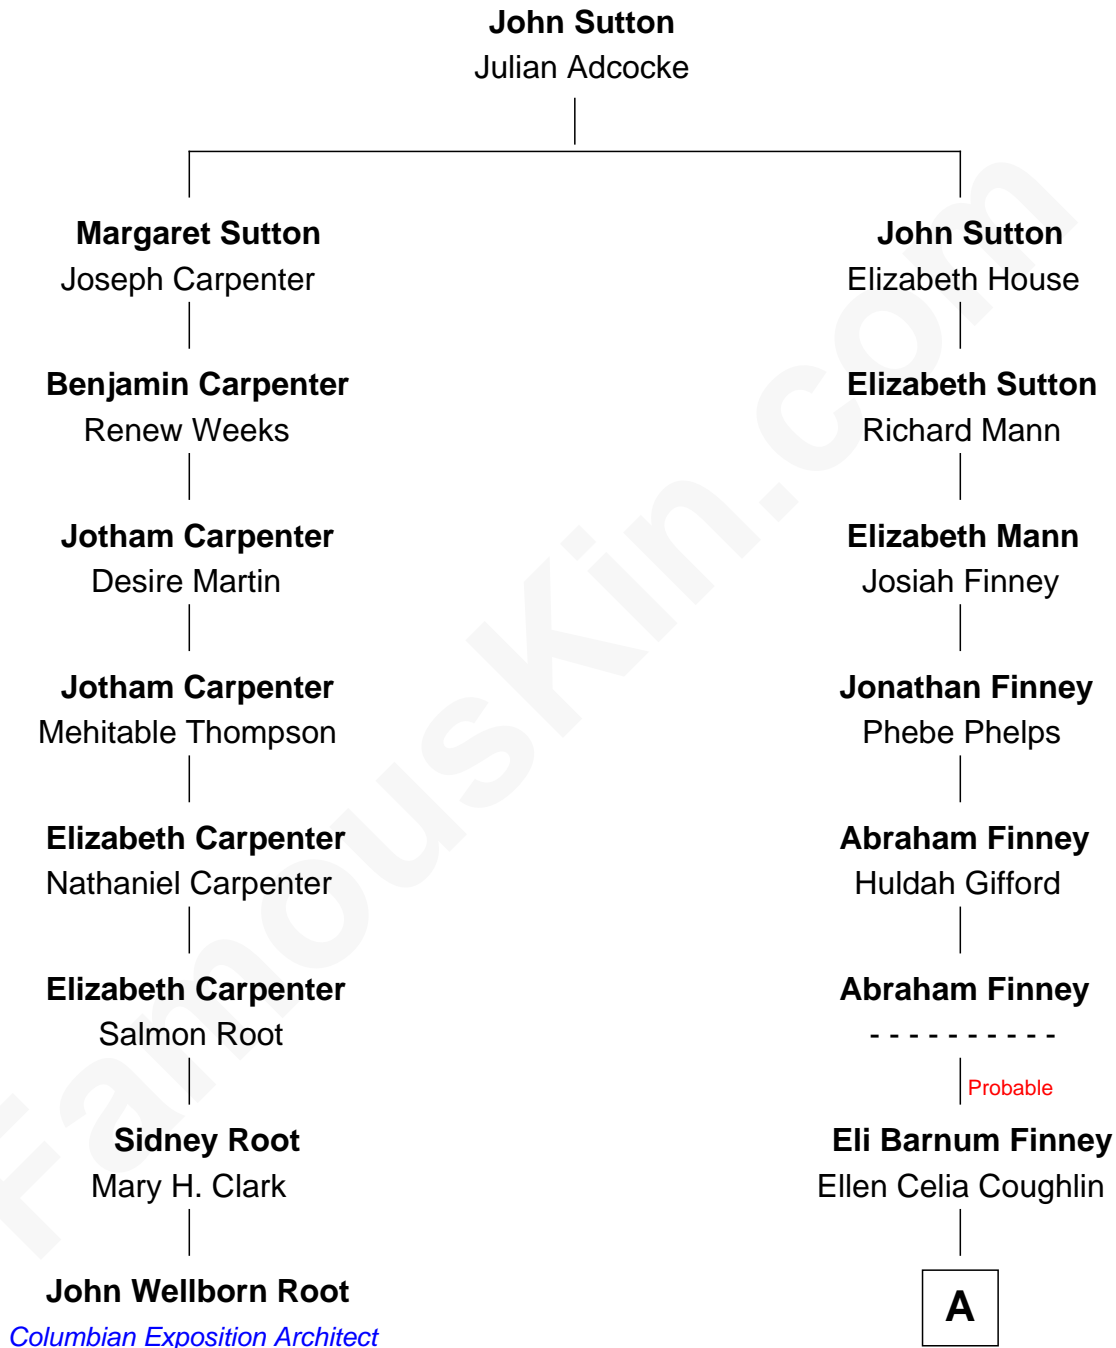 John Sutton
Julian Adcocke
Margaret Sutton
Joseph Carpenter
John Sutton
Elizabeth House
Benjamin Carpenter
Renew Weeks
Elizabeth Sutton
Richard Mann
Jotham Carpenter
Desire Martin
Elizabeth Mann
Josiah Finney
Jotham Carpenter
Mehitable Thompson
Jonathan Finney
Phebe Phelps
Elizabeth Carpenter
Nathaniel Carpenter
Abraham Finney
Huldah Gifford
Elizabeth Carpenter
Salmon Root
Abraham Finney
- - - - - - - - - -
Probable
Sidney Root
Mary H. Clark
Eli Barnum Finney
Ellen Celia Coughlin
John Wellborn Root
Columbian Exposition Architect
A
FamousKin.com